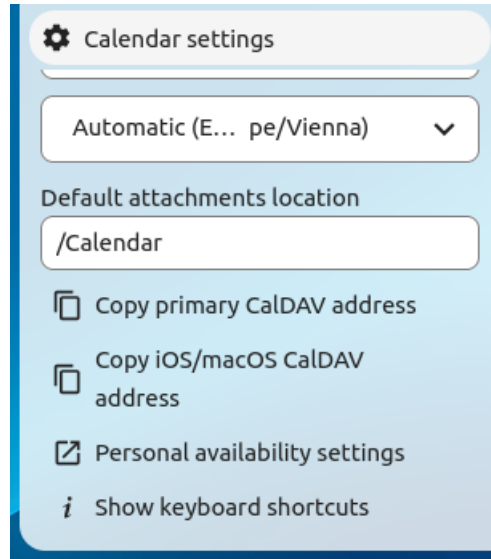 Calendar settings
Automatic (E... pe/Vienna)
Default attachments location
/Calendar
Copy primary CalDAV address
Copy iOS/macOS CalDAV
address
Personal availability settings
Show keyboard shortcuts